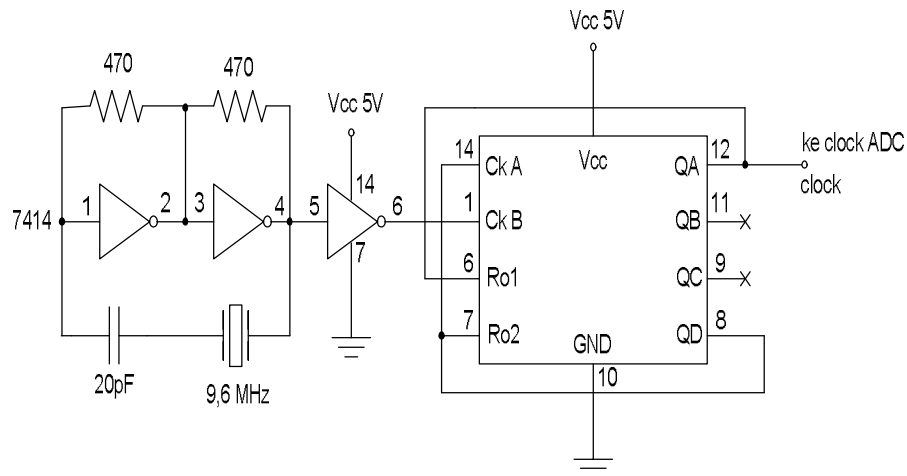 Vcc 5V
470
470
Vcc 5V
14
Ck A
Vcc
QA
12
ke clock ADC
clock
7414
1
2
3
4
5
14
7
6
1
Ck B
QB
11
6
Ro1
QC
9
7
Ro2
GND
QD
8
10
20pF
9,6 MHz